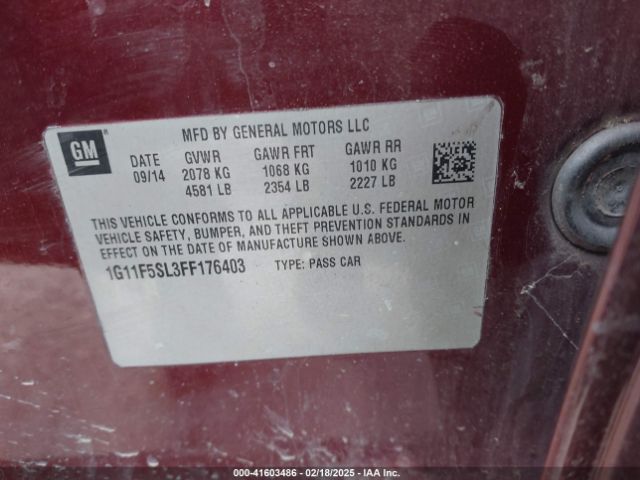 MFD BY GENERAL MOTORS LLC
GM
DATE GVWR GAWR FRT GAWR RR
09/14 2078 KG 1068 KG 1010 KG
4581 LB 2354 LB 2227 LB
THIS VEHICLE CONFORMS TO ALL APPLICABLE U.S. FEDERAL MOTOR
VEHICLE SAFETY, BUMPER, AND THEFT PREVENTION STANDARDS IN
EFFECT ON THE DATE OF MANUFACTURE SHOWN ABOVE.
1G11F5SL3FF176403 TYPE: PASS CAR
000-41603486 - 02/18/2025 - IAA Inc.